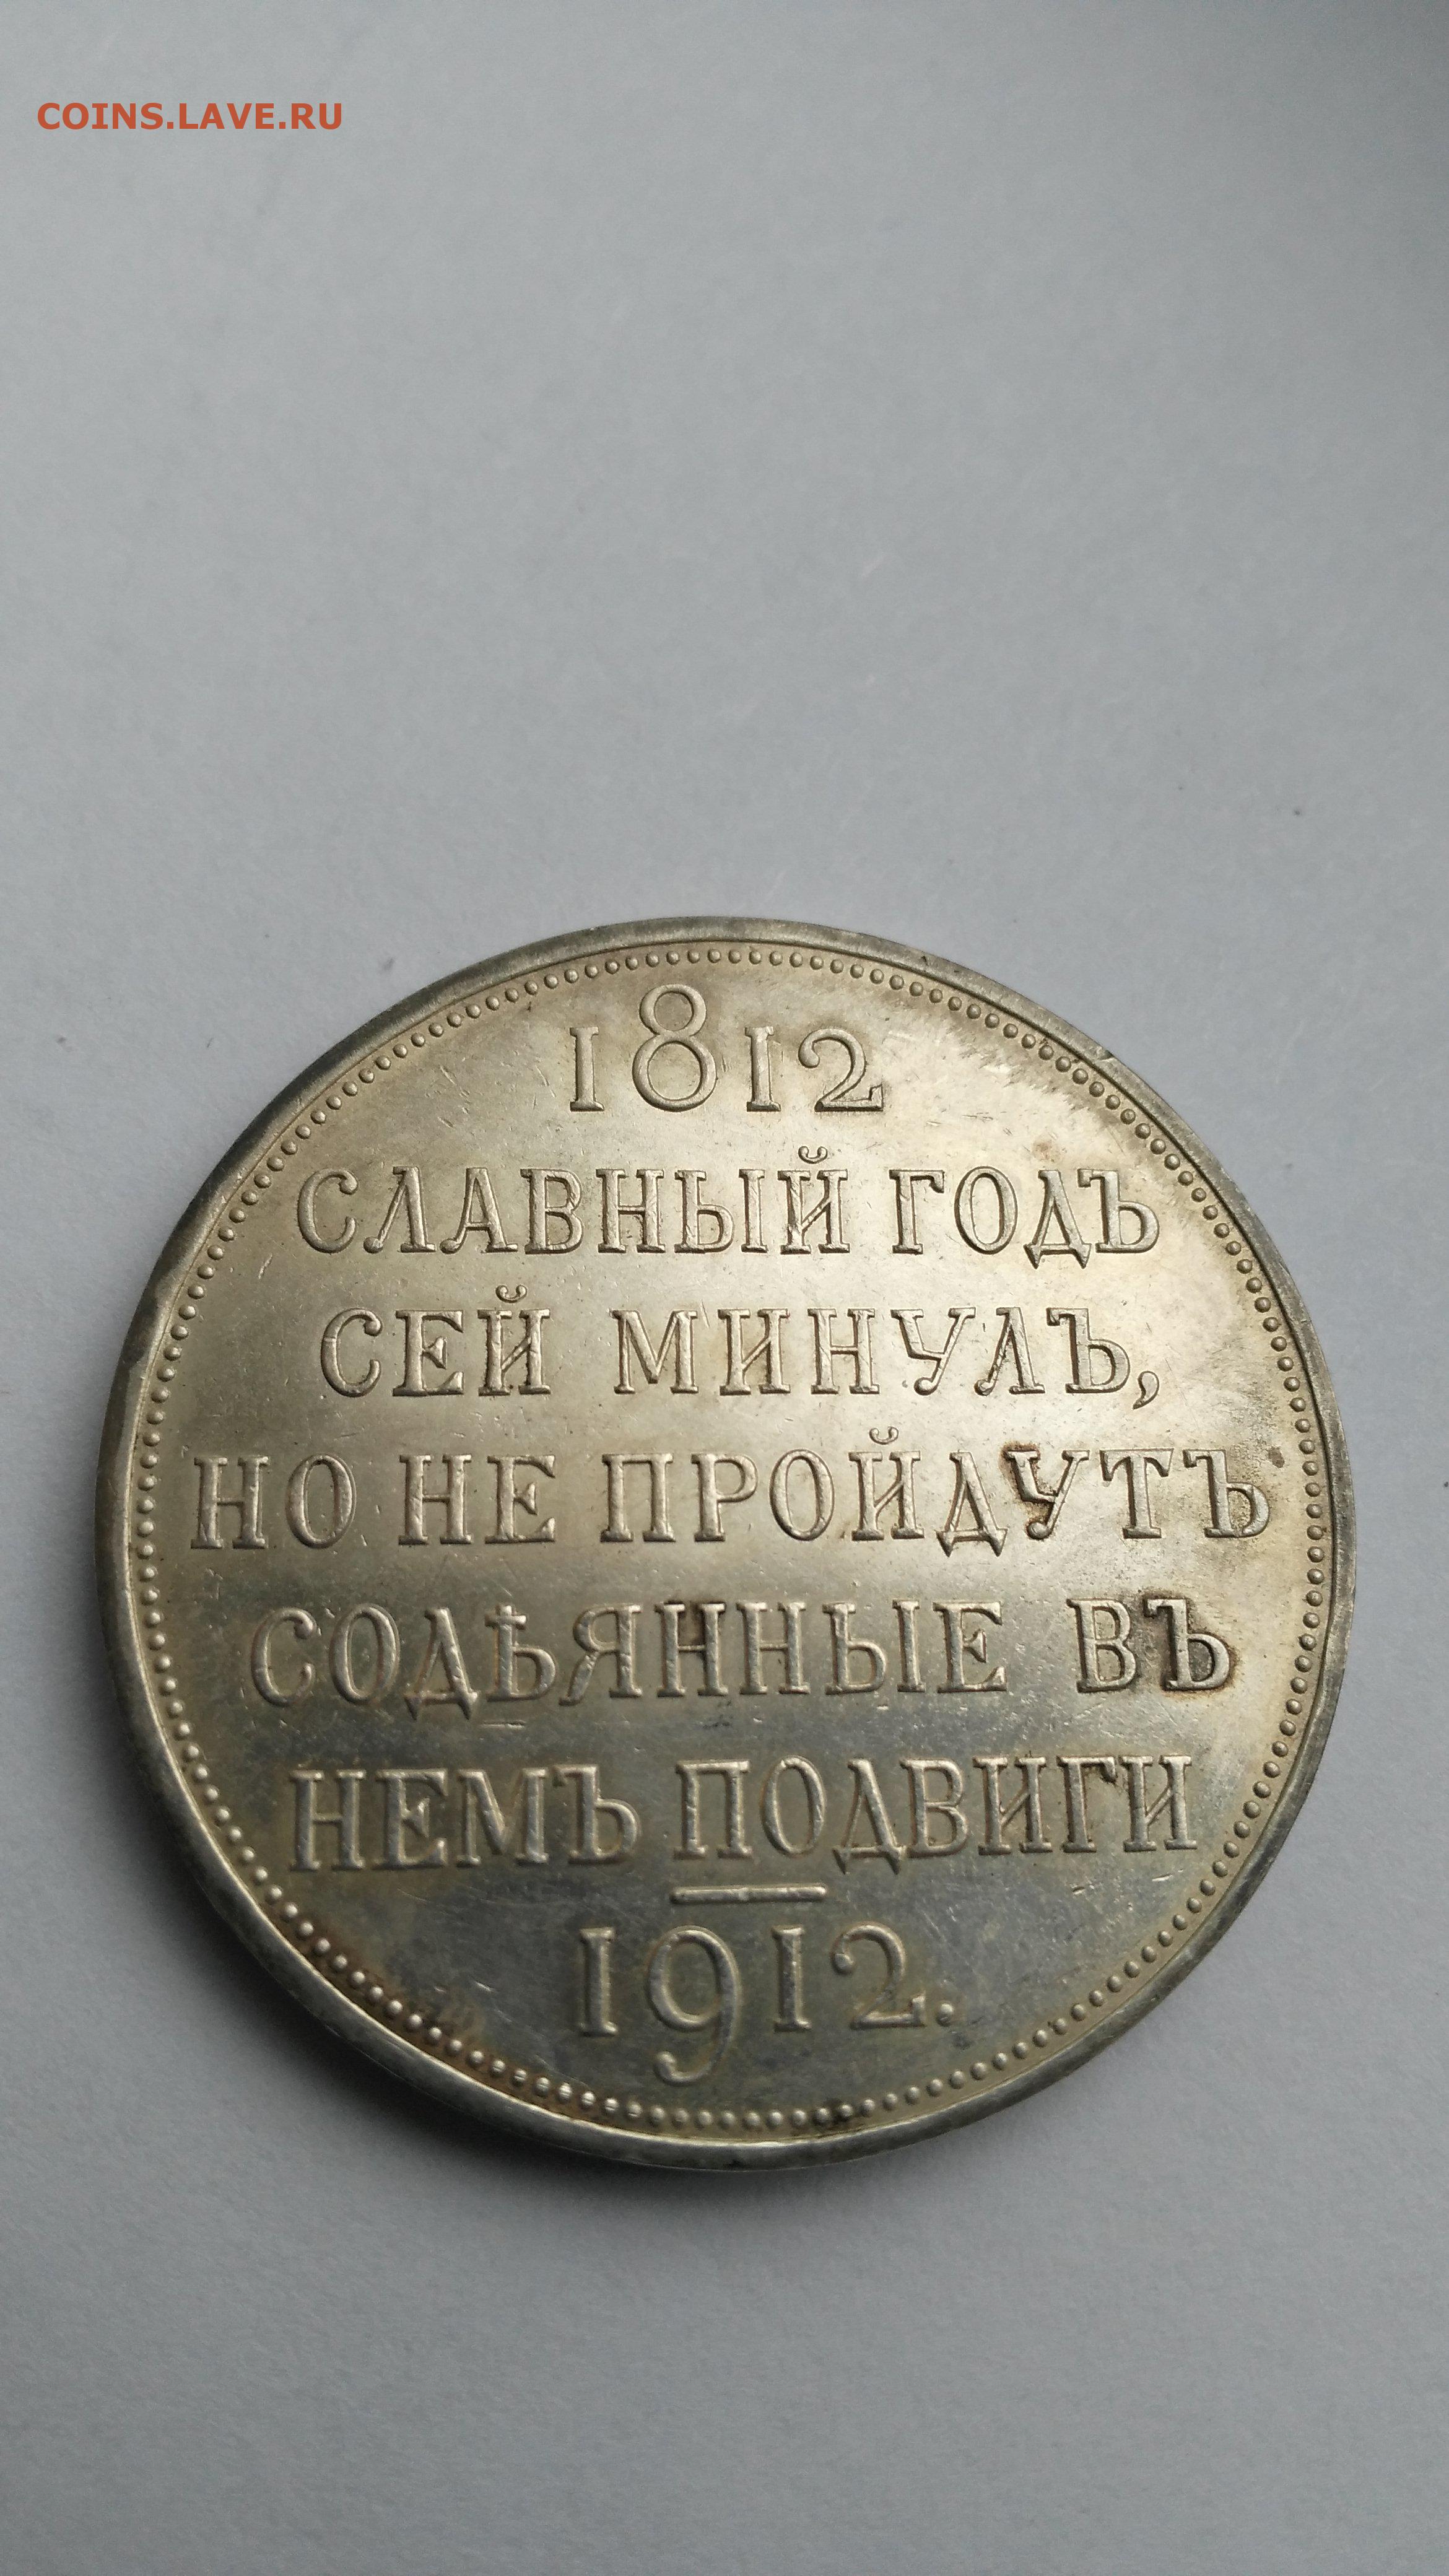 COINS.LAVE.RU
1812
СЛАВНЫЙ ГОДЪ
СЕЙ МИНУЛЪ,
НО НЕ ПРОЙДУТЪ
СОДѢЯННЫЕ ВЪ
НЕМЪ ПОДВИГИ
1912.